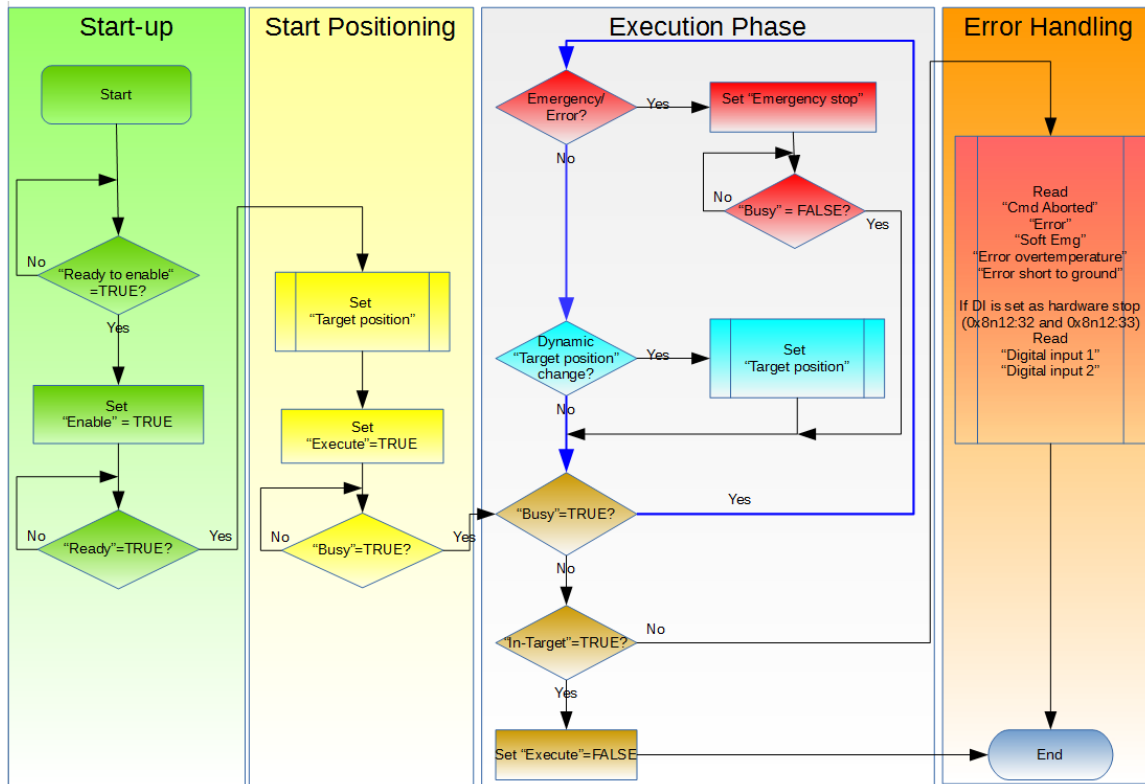 Start-up
Start
No
“Ready to enable“
=TRUE?
Yes
Set
“Enable” = TRUE
No
“Ready”=TRUE?
Yes
Start Positioning
Set
“Target position”
Set
“Execute”=TRUE
No
“Busy”=TRUE?
Yes
Execution Phase
Emergency/
Error?
Yes
Set “Emergency stop”
No
No
“Busy” = FALSE?
Yes
Dynamic
“Target position”
change?
Yes
Set
“Target position”
No
“Busy”=TRUE?
Yes
No
“In-Target”=TRUE?
No
Yes
Set “Execute”=FALSE
Error Handling
Read
“Cmd Aborted”
“Error”
“Soft Emg”
“Error overtemperature”
“Error short to ground”
If DI is set as hardware stop
(0x8n12:32 and 0x8n12:33)
Read
“Digital input 1”
“Digital input 2”
End